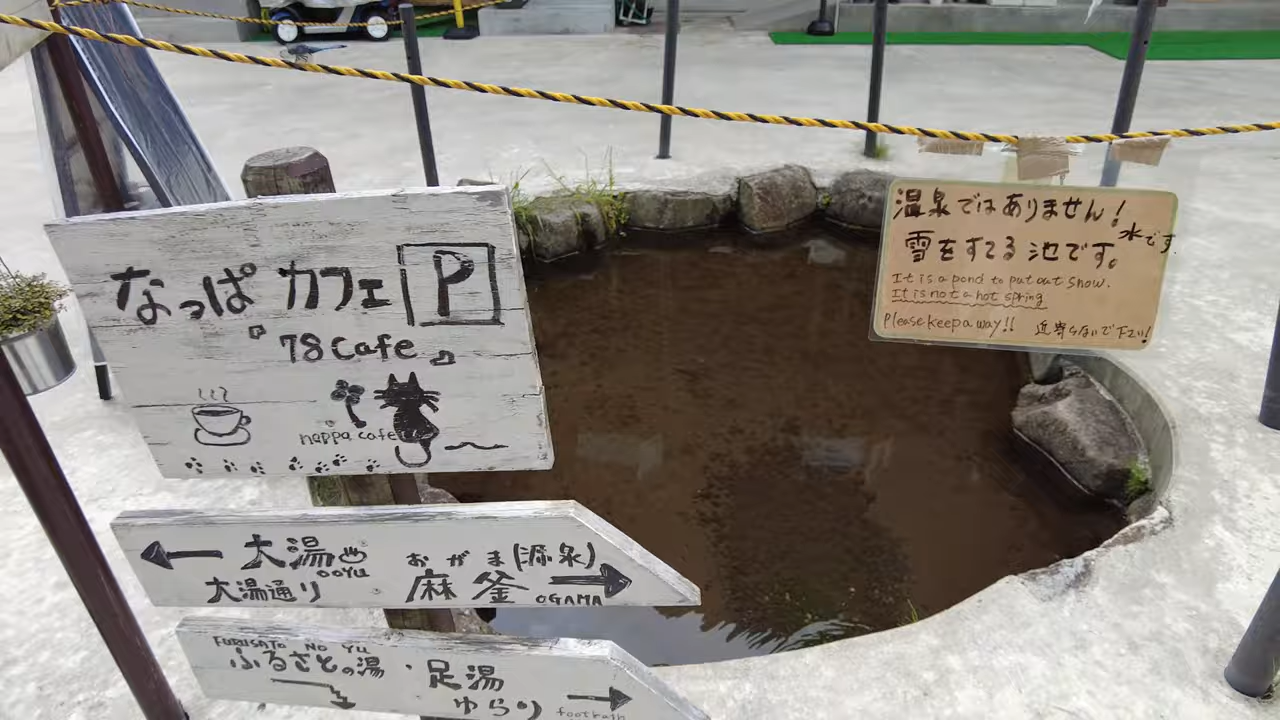 なっぱ カフェ P
78cafe
nappa cafe
大湯 OOYU
大湯通り
おがま(源泉)
麻釜 OGAMA
FURUSATO NO YU
ふるさとの湯
足湯
ゆらり
footbath
温泉ではありません!
水です
雪をすてる池です。
It is a pond to put out snow.
It is not a hot spring
Please keep a way!! 近寄らないで下さい!